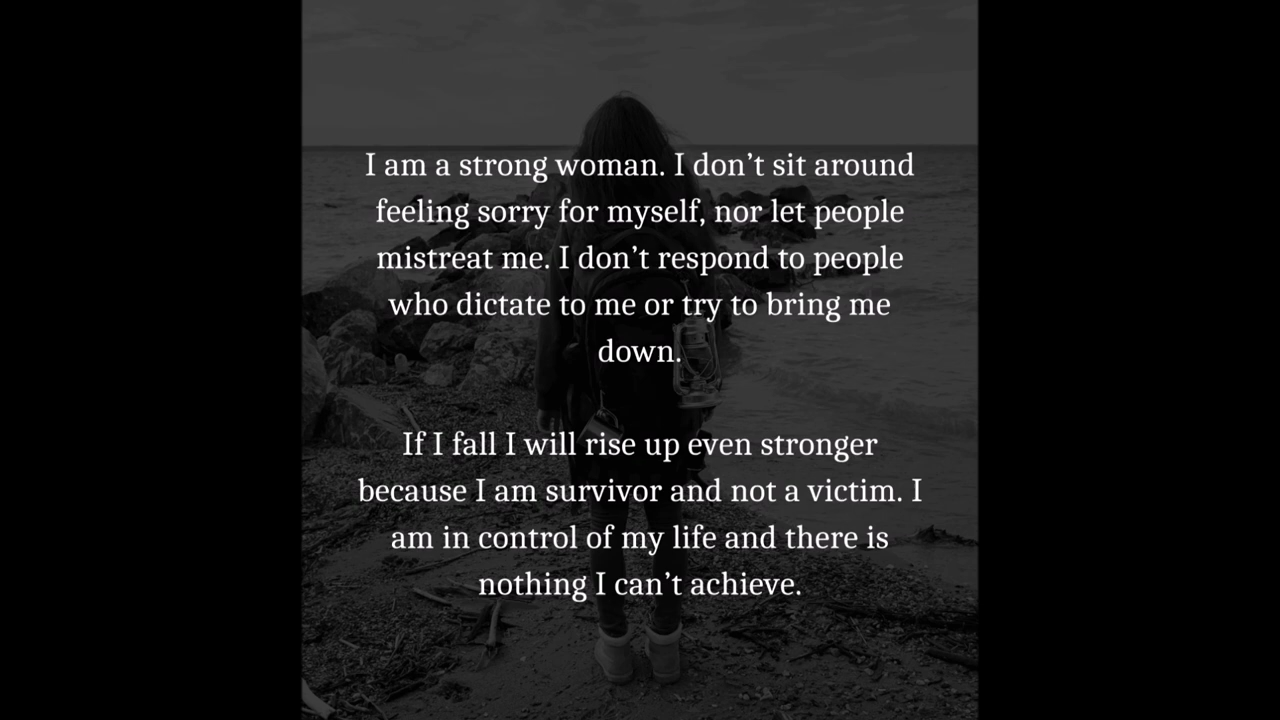 I am a strong woman. I don’t sit around
feeling sorry for myself, nor let people
mistreat me. I don’t respond to people
who dictate to me or try to bring me
down.
If I fall I will rise up even stronger
because I am survivor and not a victim. I
am in control of my life and there is
nothing I can’t achieve.